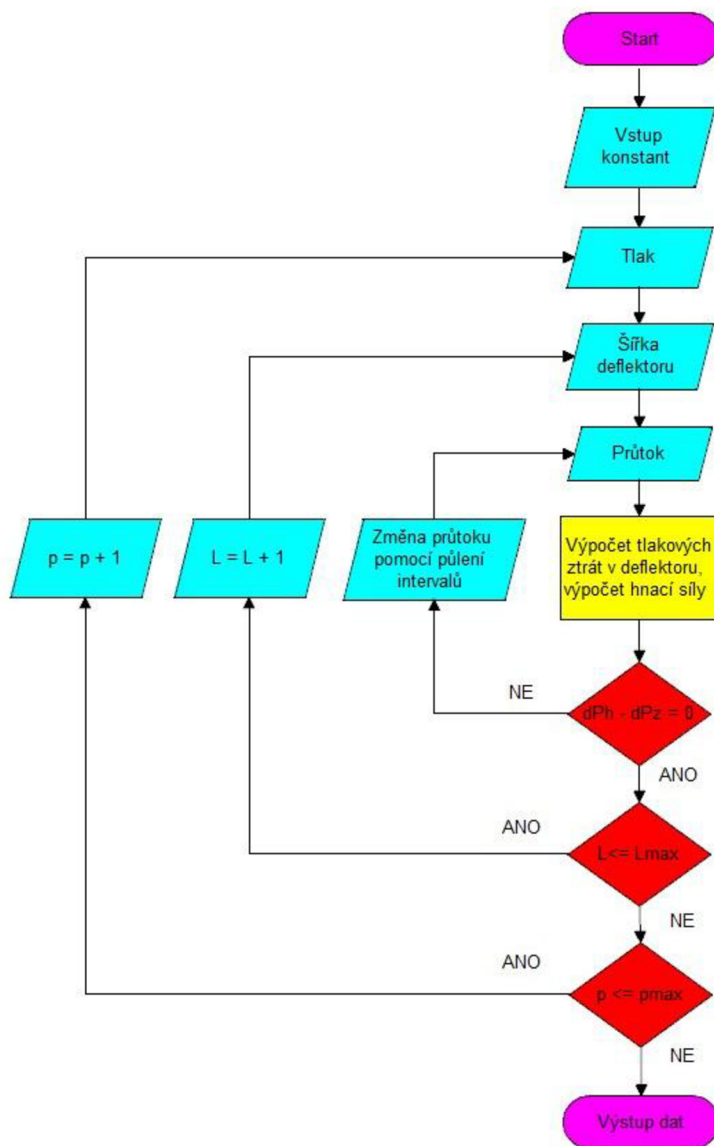 Start
Vstup
konstant
Tlak
Šířka
deflektoru
Průtok
p = p + 1
L = L + 1
Změna průtoku
pomocí půlení
intervalů
Výpočet tlakových
ztrát v deflektoru,
výpočet hnací síly
NE
dPh - dPz = 0
ANO
ANO
L<= Lmax
NE
ANO
p <= pmax
NE
Výstup dat